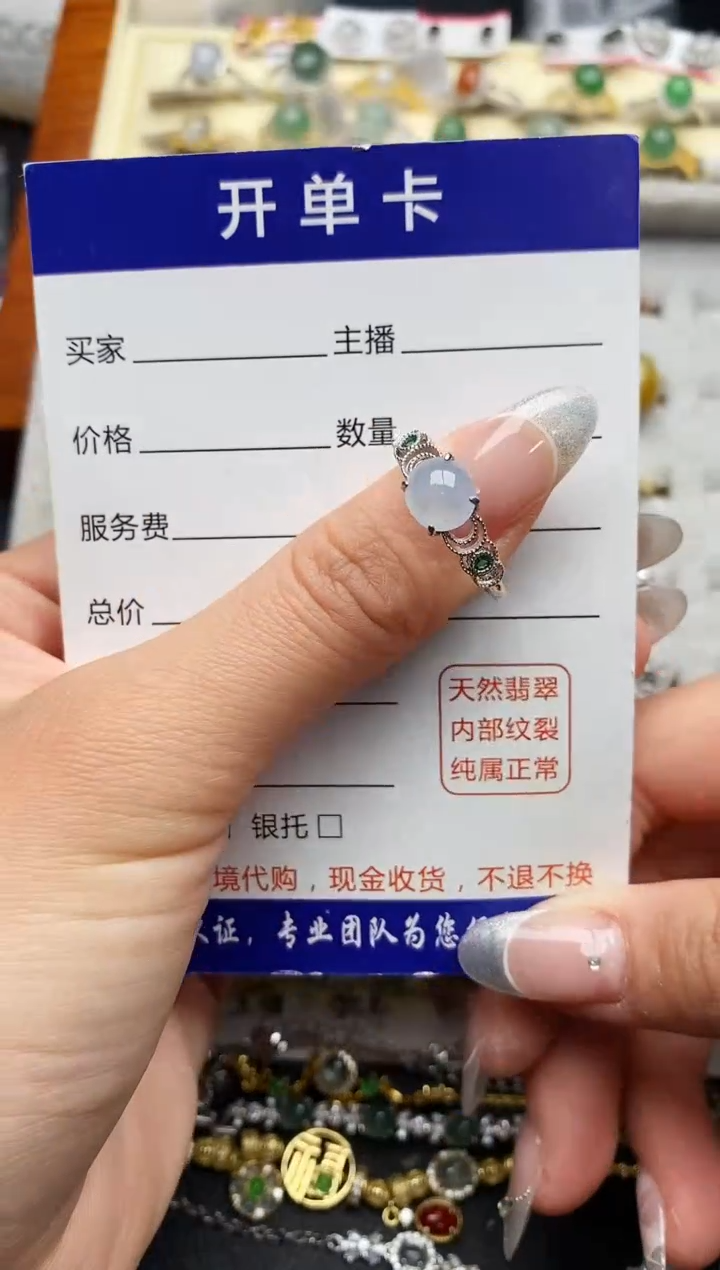 开单卡
买家 主播
价格 数量
服务费
总价
天然翡翠
内部纹裂
纯属正常
银托
境代购，现金收货，不退不换
证，专业团队为您
福